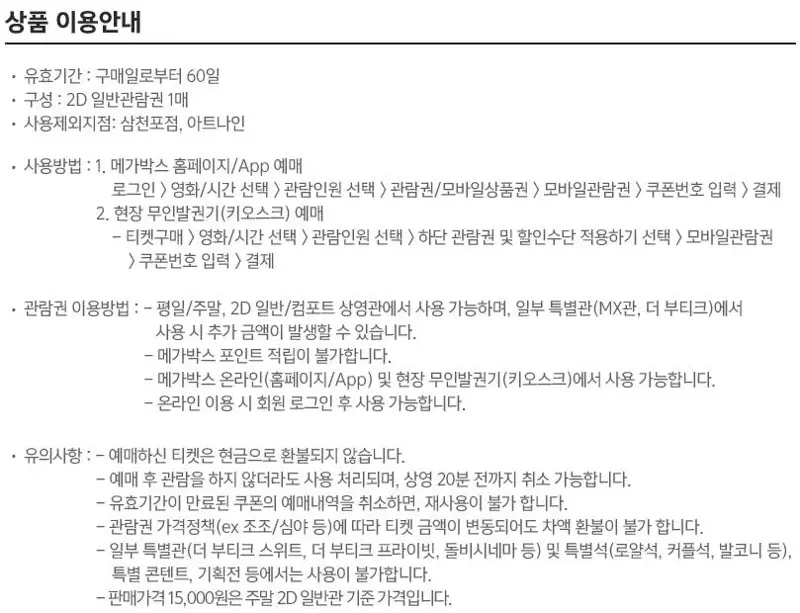 상품 이용안내
• 유효기간 : 구매일로부터 60일
• 구성 : 2D 일반관람권 1매
• 사용제외지점: 삼천포점, 아트나인
• 사용방법 : 1. 메가박스 홈페이지/App 예매
로그인 > 영화/시간 선택 > 관람인원 선택 > 관람권/모바일상품권 > 모바일관람권 > 쿠폰번호 입력 > 결제
2. 현장 무인발권기(키오스크) 예매
– 티켓구매 > 영화/시간 선택 > 관람인원 선택 > 하단 관람권 및 할인수단 적용하기 선택 > 모바일관람권
> 쿠폰번호 입력 > 결제
• 관람권 이용방법 : – 평일/주말, 2D 일반/컴포트 상영관에서 사용 가능하며, 일부 특별관(MX관, 더 부티크)에서
사용 시 추가 금액이 발생할 수 있습니다.
– 메가박스 포인트 적립이 불가합니다.
– 메가박스 온라인(홈페이지/App) 및 현장 무인발권기(키오스크)에서 사용 가능합니다.
– 온라인 이용 시 회원 로그인 후 사용 가능합니다.
• 유의사항 : – 예매하신 티켓은 현금으로 환불되지 않습니다.
– 예매 후 관람을 하지 않더라도 사용 처리되며, 상영 20분 전까지 취소 가능합니다.
– 유효기간이 만료된 쿠폰의 예매내역을 취소하면, 재사용이 불가 합니다.
– 관람권 가격정책(ex 조조/심야 등)에 따라 티켓 금액이 변동되어도 차액 환불이 불가 합니다.
– 일부 특별관(더 부티크 스위트, 더 부티크 프라이빗, 돌비시네마 등) 및 특별석(로얄석, 커플석, 발코니 등),
특별 콘텐트, 기획전 등에서는 사용이 불가합니다.
– 판매가격 15,000원은 주말 2D 일반관 기준 가격입니다.